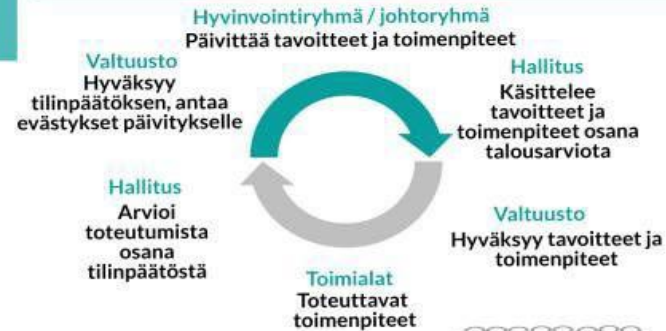 Hyvinvointiryhmä / johtoryhmä
Päivittää tavoitteet ja toimenpiteet
Hallitus
Käsittelee
tavoitteet ja
toimenpiteet osana
talousarviota
Valtuusto
Hyväksyy tavoitteet ja
toimenpiteet
Toimialat
Toteuttavat
toimenpiteet
Hallitus
Arvioi
toteutumista
osana
tilinpäätöstä
Valtuusto
Hyväksyy
tilinpäätöksen, antaa
evästykset päivitykselle